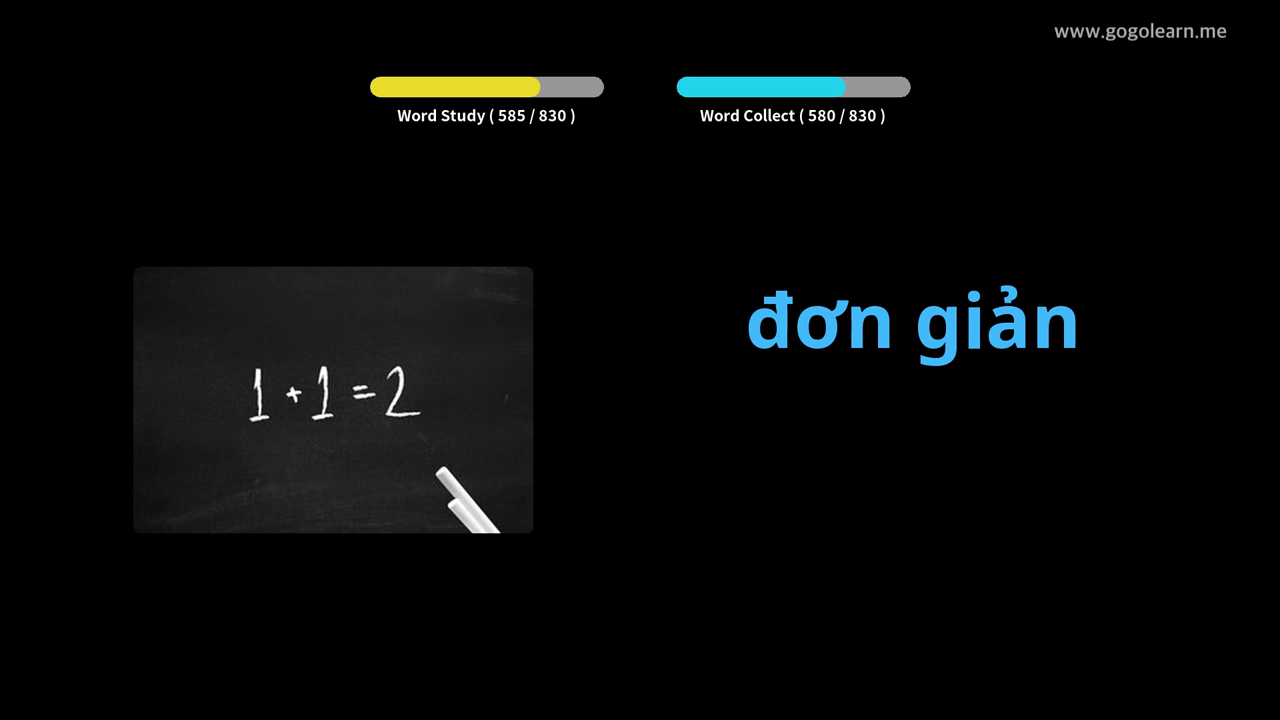 www.gogolearn.me
Word Study ( 585 / 830 )
Word Collect ( 580 / 830 )
đơn giản
1 + 1 = 2